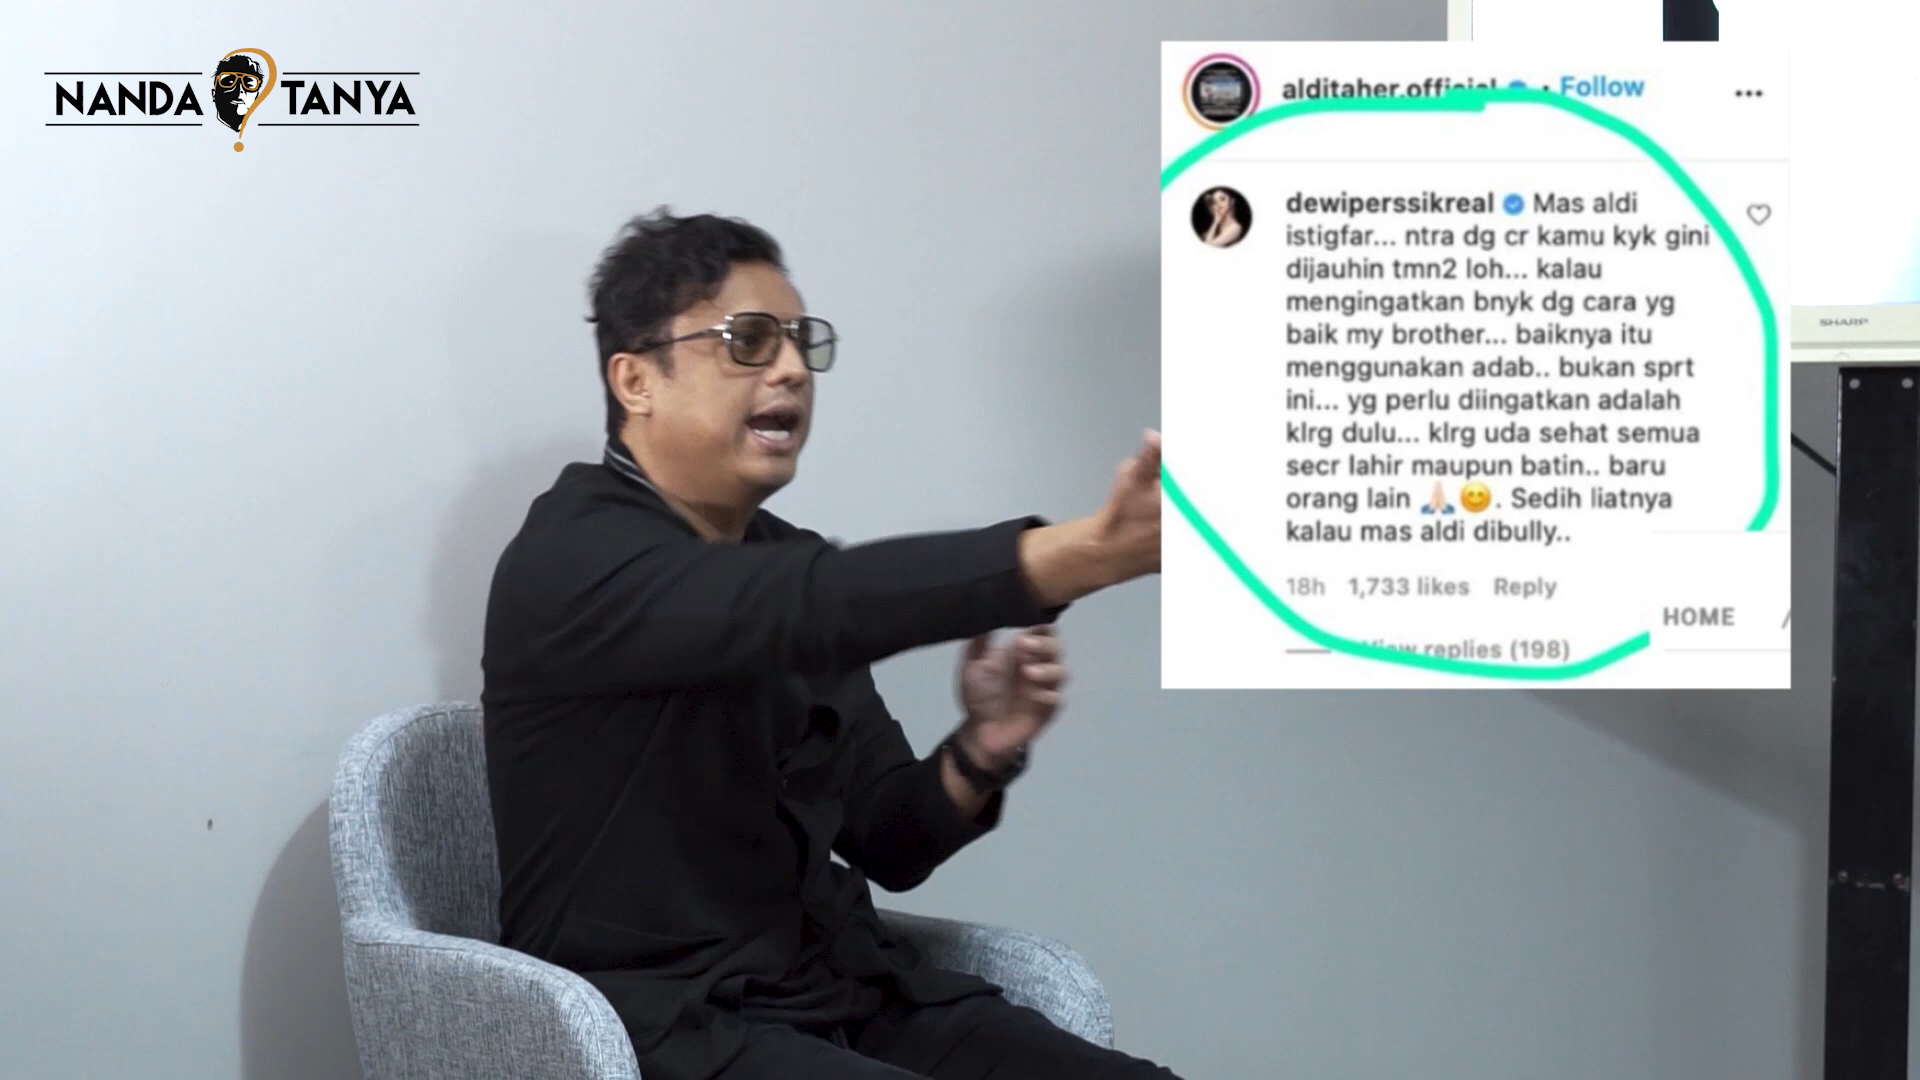 NANDA TANYA
alditaher.official • Follow
dewiperssikreal Mas aldi
istigfar... ntra dg cr kamu kyk gini
dijauhin tmn2 loh... kalau
mengingatkan bnyk dg cara yg
baik my brother... baiknya itu
menggunakan adab.. bukan sprt
ini... yg perlu diingatkan adalah
klrg dulu... klrg uda sehat semua
secr lahir maupun batin.. baru
orang lain 🙏🏻😊. Sedih liatnya
kalau mas aldi dibully..
18h 1,733 likes Reply
View replies (198)
HOME
SHARP